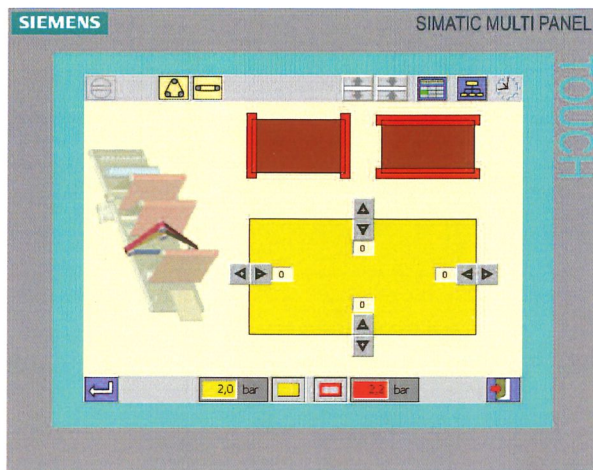 SIEMENS
SIMATIC MULTI PANEL
TOUCH
0
0
0
0
2,0 bar
2,2 bar